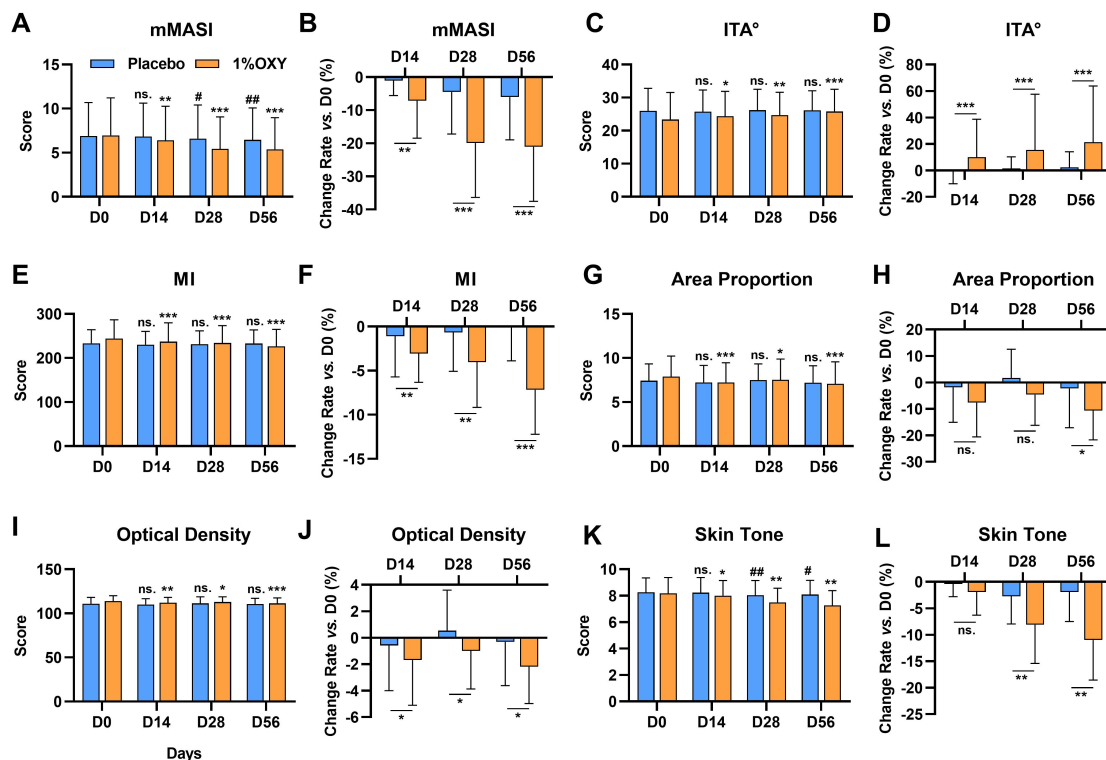 A
mMASI
15
10
5
0
Score
Placebo
1%OXY
ns.
**
#
***
##
***
D0
D14
D28
D56
B
mMASI
D14
D28
D56
0
-10
-20
-30
-40
Change Rate vs. D0 (%)
**
***
***
C
ITA°
40
30
20
10
0
Score
ns.
*
ns.
**
ns.
***
D0
D14
D28
D56
D
ITA°
80
60
40
20
0
-20
Change Rate vs. D0 (%)
***
***
***
D14
D28
D56
E
MI
300
200
100
0
Score
ns.
***
ns.
***
ns.
***
D0
D14
D28
D56
F
MI
D14
D28
D56
0
-5
-10
-15
Change Rate vs. D0 (%)
**
**
***
G
Area Proportion
15
10
5
0
Score
ns.
***
ns.
*
ns.
***
D0
D14
D28
D56
H
Area Proportion
D14
D28
D56
20
10
0
-10
-20
-30
Change Rate vs. D0 (%)
ns.
ns.
*
I
Optical Density
150
100
50
0
Score
ns.
**
ns.
*
ns.
***
D0
D14
D28
D56
Days
J
Optical Density
D14
D28
D56
4
2
0
-2
-4
-6
Change Rate vs. D0 (%)
*
*
*
K
Skin Tone
10
8
6
4
2
0
Score
ns.
*
##
**
#
**
D0
D14
D28
D56
L
Skin Tone
D14
D28
D56
0
-5
-10
-15
-20
-25
Change Rate vs. D0 (%)
ns.
**
**